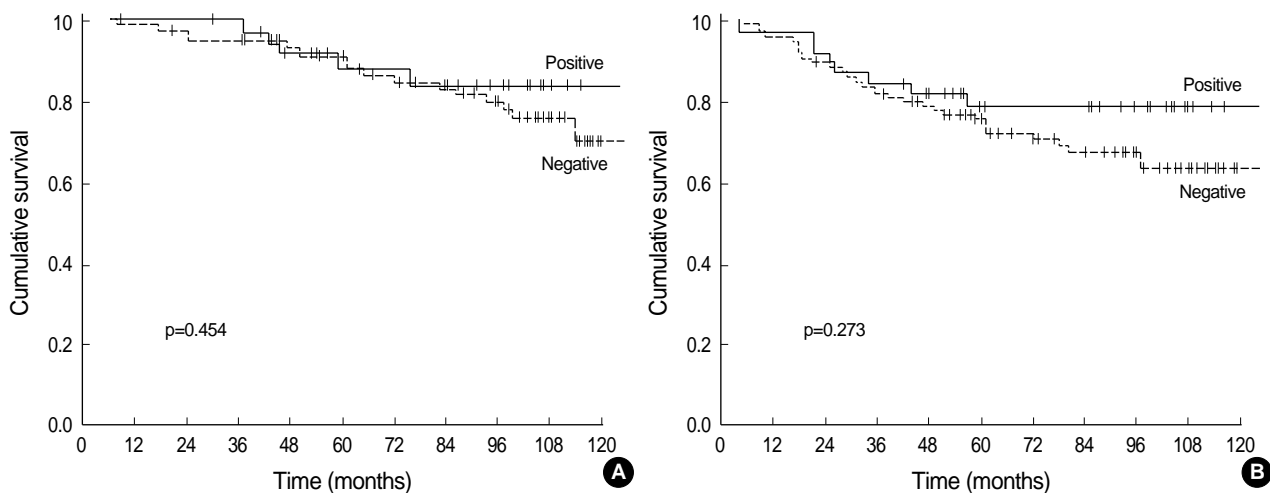 Cumulative survival
10
0.8
0.6
0.4
0.2
0.0
Positive
Negative
p=0.454
0 12 24 36 48 60 72 84 96 108 120
Time (months)
A
Cumulative survival
10
0.8
0.6
0.4
0.2
0.0
Positive
Negative
p=0.273
0 12 24 36 48 60 72 84 96 108 120
Time (months)
B